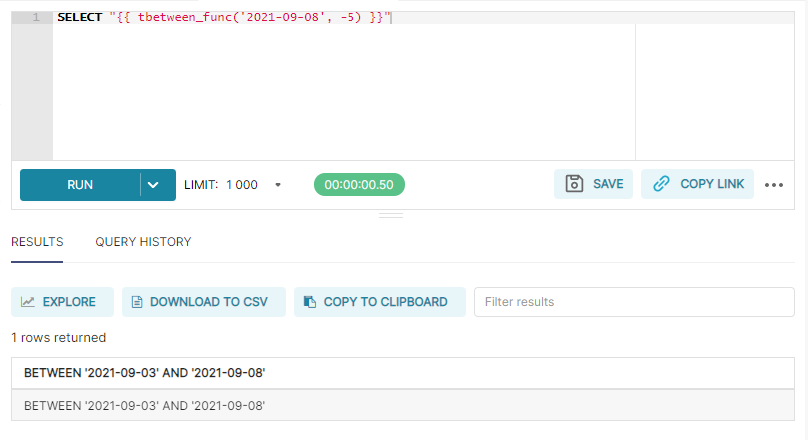 1 SELECT "{{ tbetween_func('2021-09-08', -5) }}"
RUN LIMIT: 1 000 00:00:00.50 SAVE COPY LINK
RESULTS QUERY HISTORY
EXPLORE DOWNLOAD TO CSV COPY TO CLIPBOARD Filter results
1 rows returned
BETWEEN '2021-09-03' AND '2021-09-08'
BETWEEN '2021-09-03' AND '2021-09-08'